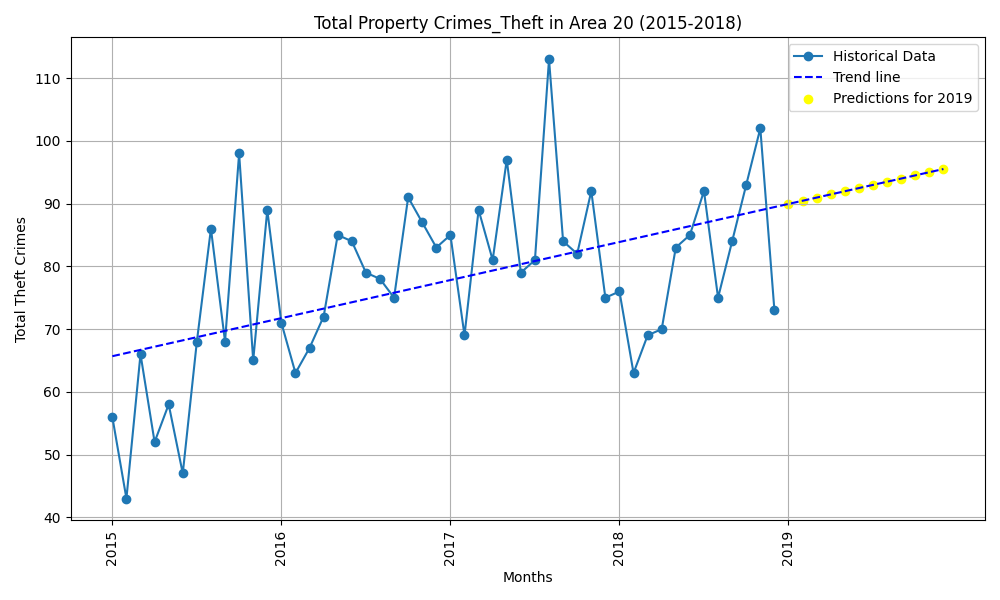 Total Property Crimes_Theft in Area 20 (2015-2018)
Historical Data
Trend line
Predictions for 2019
Total Theft Crimes
110
100
90
80
70
60
50
40
2015
2016
2017
2018
2019
Months